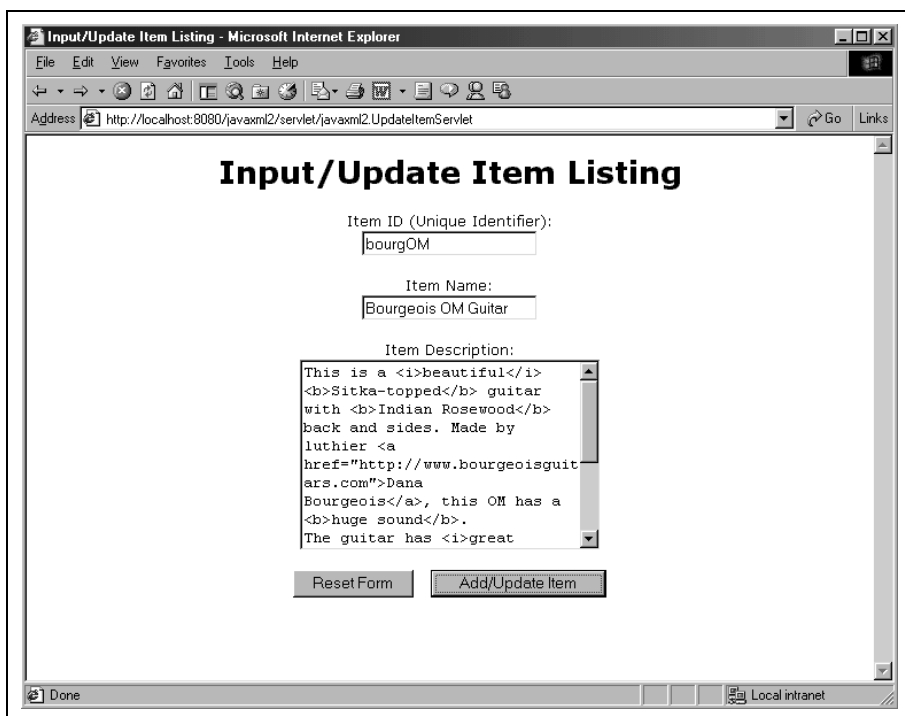 Input/Update Item Listing - Microsoft Internet Explorer
File Edit View Favorites Tools Help
Address http://localhost:8080/javaxml2/servlet/javaxml2.UpdateItemServlet Go Links
Input/Update Item Listing
Item ID (Unique Identifier):
bourgOM
Item Name:
Bourgeois OM Guitar
Item Description:
This is a <i>beautiful</i>
<b>Sitka-topped</b> guitar
with <b>Indian Rosewood</b>
back and sides. Made by
luthier <a
href="http://www.bourgeoisguit
ars.com">Dana
Bourgeois</a>, this OM has a
<b>huge sound</b>.
The guitar has <i>great
Reset Form Add/Update Item
Done Local intranet